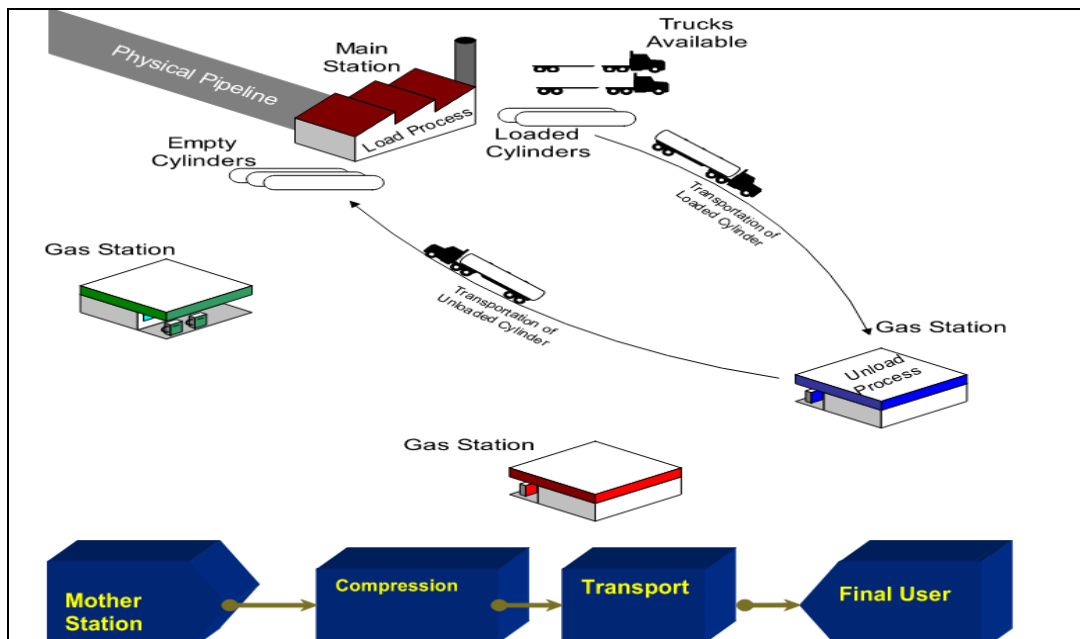 Trucks
Available
Physical Pipeline
Main
Station
Load Process
Empty
Cylinders
Loaded
Cylinders
Transportation of
Loaded Cylinder
Gas Station
Transportation of
Unloaded Cylinder
Gas Station
Unload
Process
Gas Station
Mother
Station
Compression
Transport
Final User